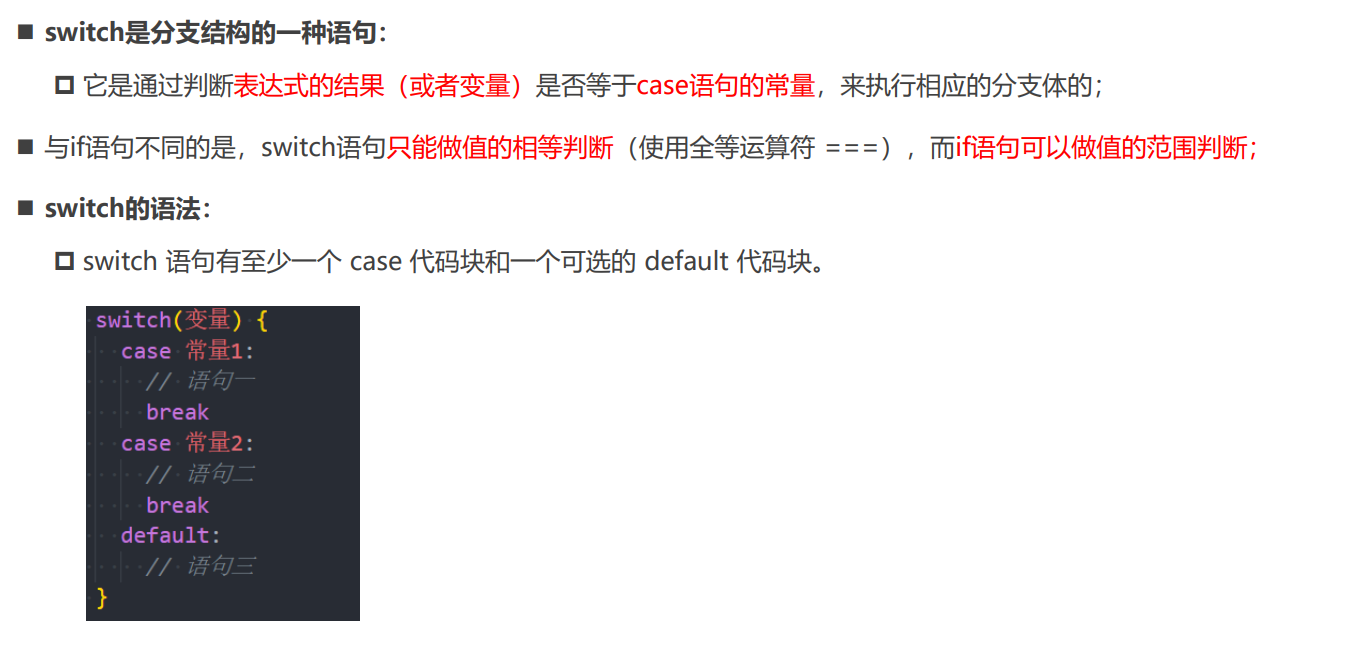 switch是分支结构的一种语句：
它是通过判断表达式的结果（或者变量）是否等于case语句的常量，来执行相应的分支体的；
与if语句不同的是，switch语句只能做值的相等判断（使用全等运算符 ===），而if语句可以做值的范围判断；
switch的语法：
switch 语句有至少一个 case 代码块和一个可选的 default 代码块。
switch(变量) {
case 常量1:
// 语句一
break
case 常量2:
// 语句二
break
default:
// 语句三
}